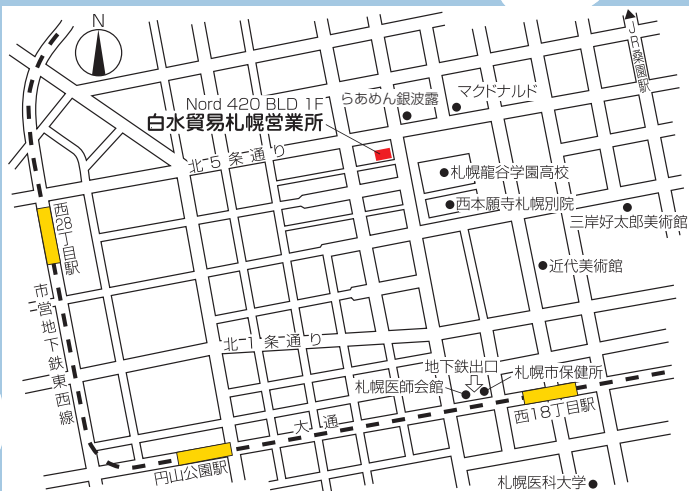 N
JR桑園駅
Nord 420 BLD 1F
白水貿易札幌営業所
らあめん銀波露
マクドナルド
北5条通り
札幌龍谷学園高校
西本願寺札幌別院
三岸好太郎美術館
西28丁目駅
近代美術館
市営地下鉄東西線
北1条通り
地下鉄出口
札幌医師会館
札幌市保健所
西18丁目駅
大通
円山公園駅
札幌医科大学